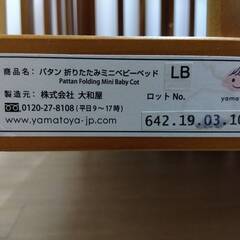 商品名：パタン 折りたたみミニベビーベッド
Pattan Folding Mini Baby Cot
LB
製造元：株式会社 大和屋
0120-27-8108（平日9～17時）
www.yamatoya-jp.com
ロット No.
642.19.03.10
yamato